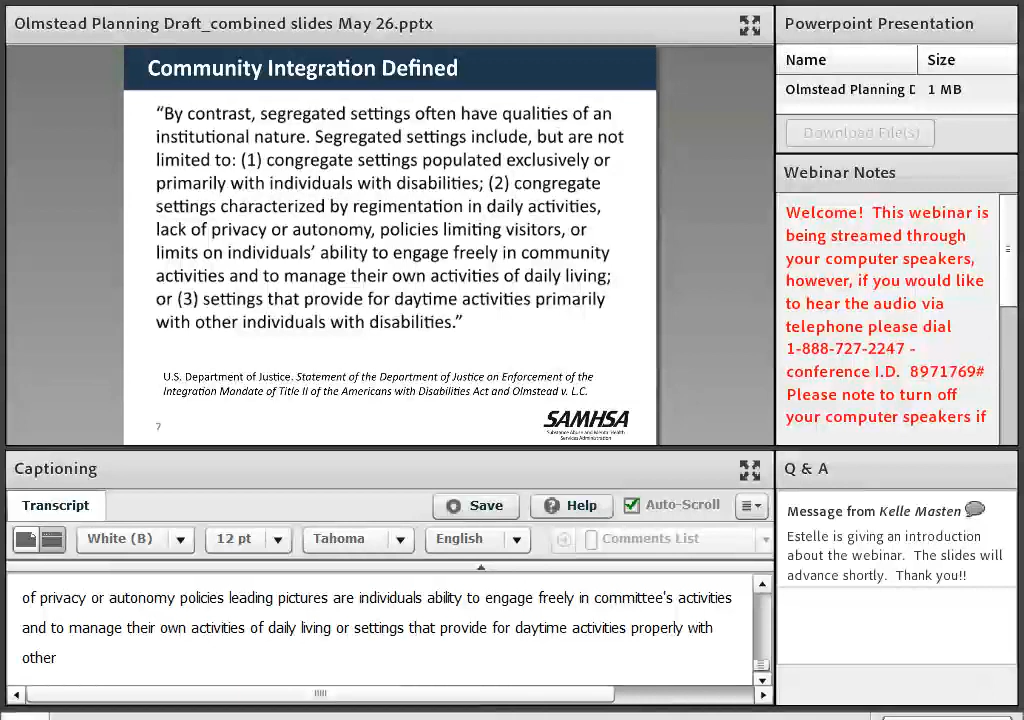 Olmstead Planning Draft_combined slides May 26.pptx
Community Integration Defined
“By contrast, segregated settings often have qualities of an
institutional nature. Segregated settings include, but are not
limited to: (1) congregate settings populated exclusively or
primarily with individuals with disabilities; (2) congregate
settings characterized by regimentation in daily activities,
lack of privacy or autonomy, policies limiting visitors, or
limits on individuals’ ability to engage freely in community
activities and to manage their own activities of daily living;
or (3) settings that provide for daytime activities primarily
with other individuals with disabilities.”
U.S. Department of Justice. Statement of the Department of Justice on Enforcement of the
Integration Mandate of Title II of the Americans with Disabilities Act and Olmstead v. L.C.
7
SAMHSA
Substance Abuse and Mental Health
Services Administration
Powerpoint Presentation
Name Size
Olmstead Planning D 1 MB
Download File(s)
Webinar Notes
Welcome! This webinar is
being streamed through
your computer speakers,
however, if you would like
to hear the audio via
telephone please dial
1-888-727-2247 -
conference I.D. 8971769#
Please note to turn off
your computer speakers if
Captioning
Transcript
Save
Help
Auto-Scroll
White (B)
12 pt
Tahoma
English
Comments List
of privacy or autonomy policies leading pictures are individuals ability to engage freely in committee's activities
and to manage their own activities of daily living or settings that provide for daytime activities properly with
other
Q & A
Message from Kelle Masten
Estelle is giving an introduction
about the webinar. The slides will
advance shortly. Thank you!!